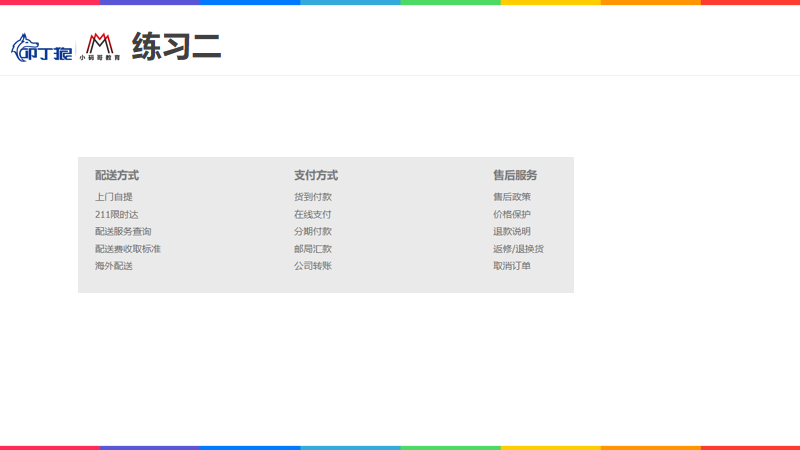 叩丁狼
小码哥教育
练习二
配送方式
上门自提
211限时达
配送服务查询
配送费收取标准
海外配送
支付方式
货到付款
在线支付
分期付款
邮局汇款
公司转账
售后服务
售后政策
价格保护
退款说明
返修/退换货
取消订单